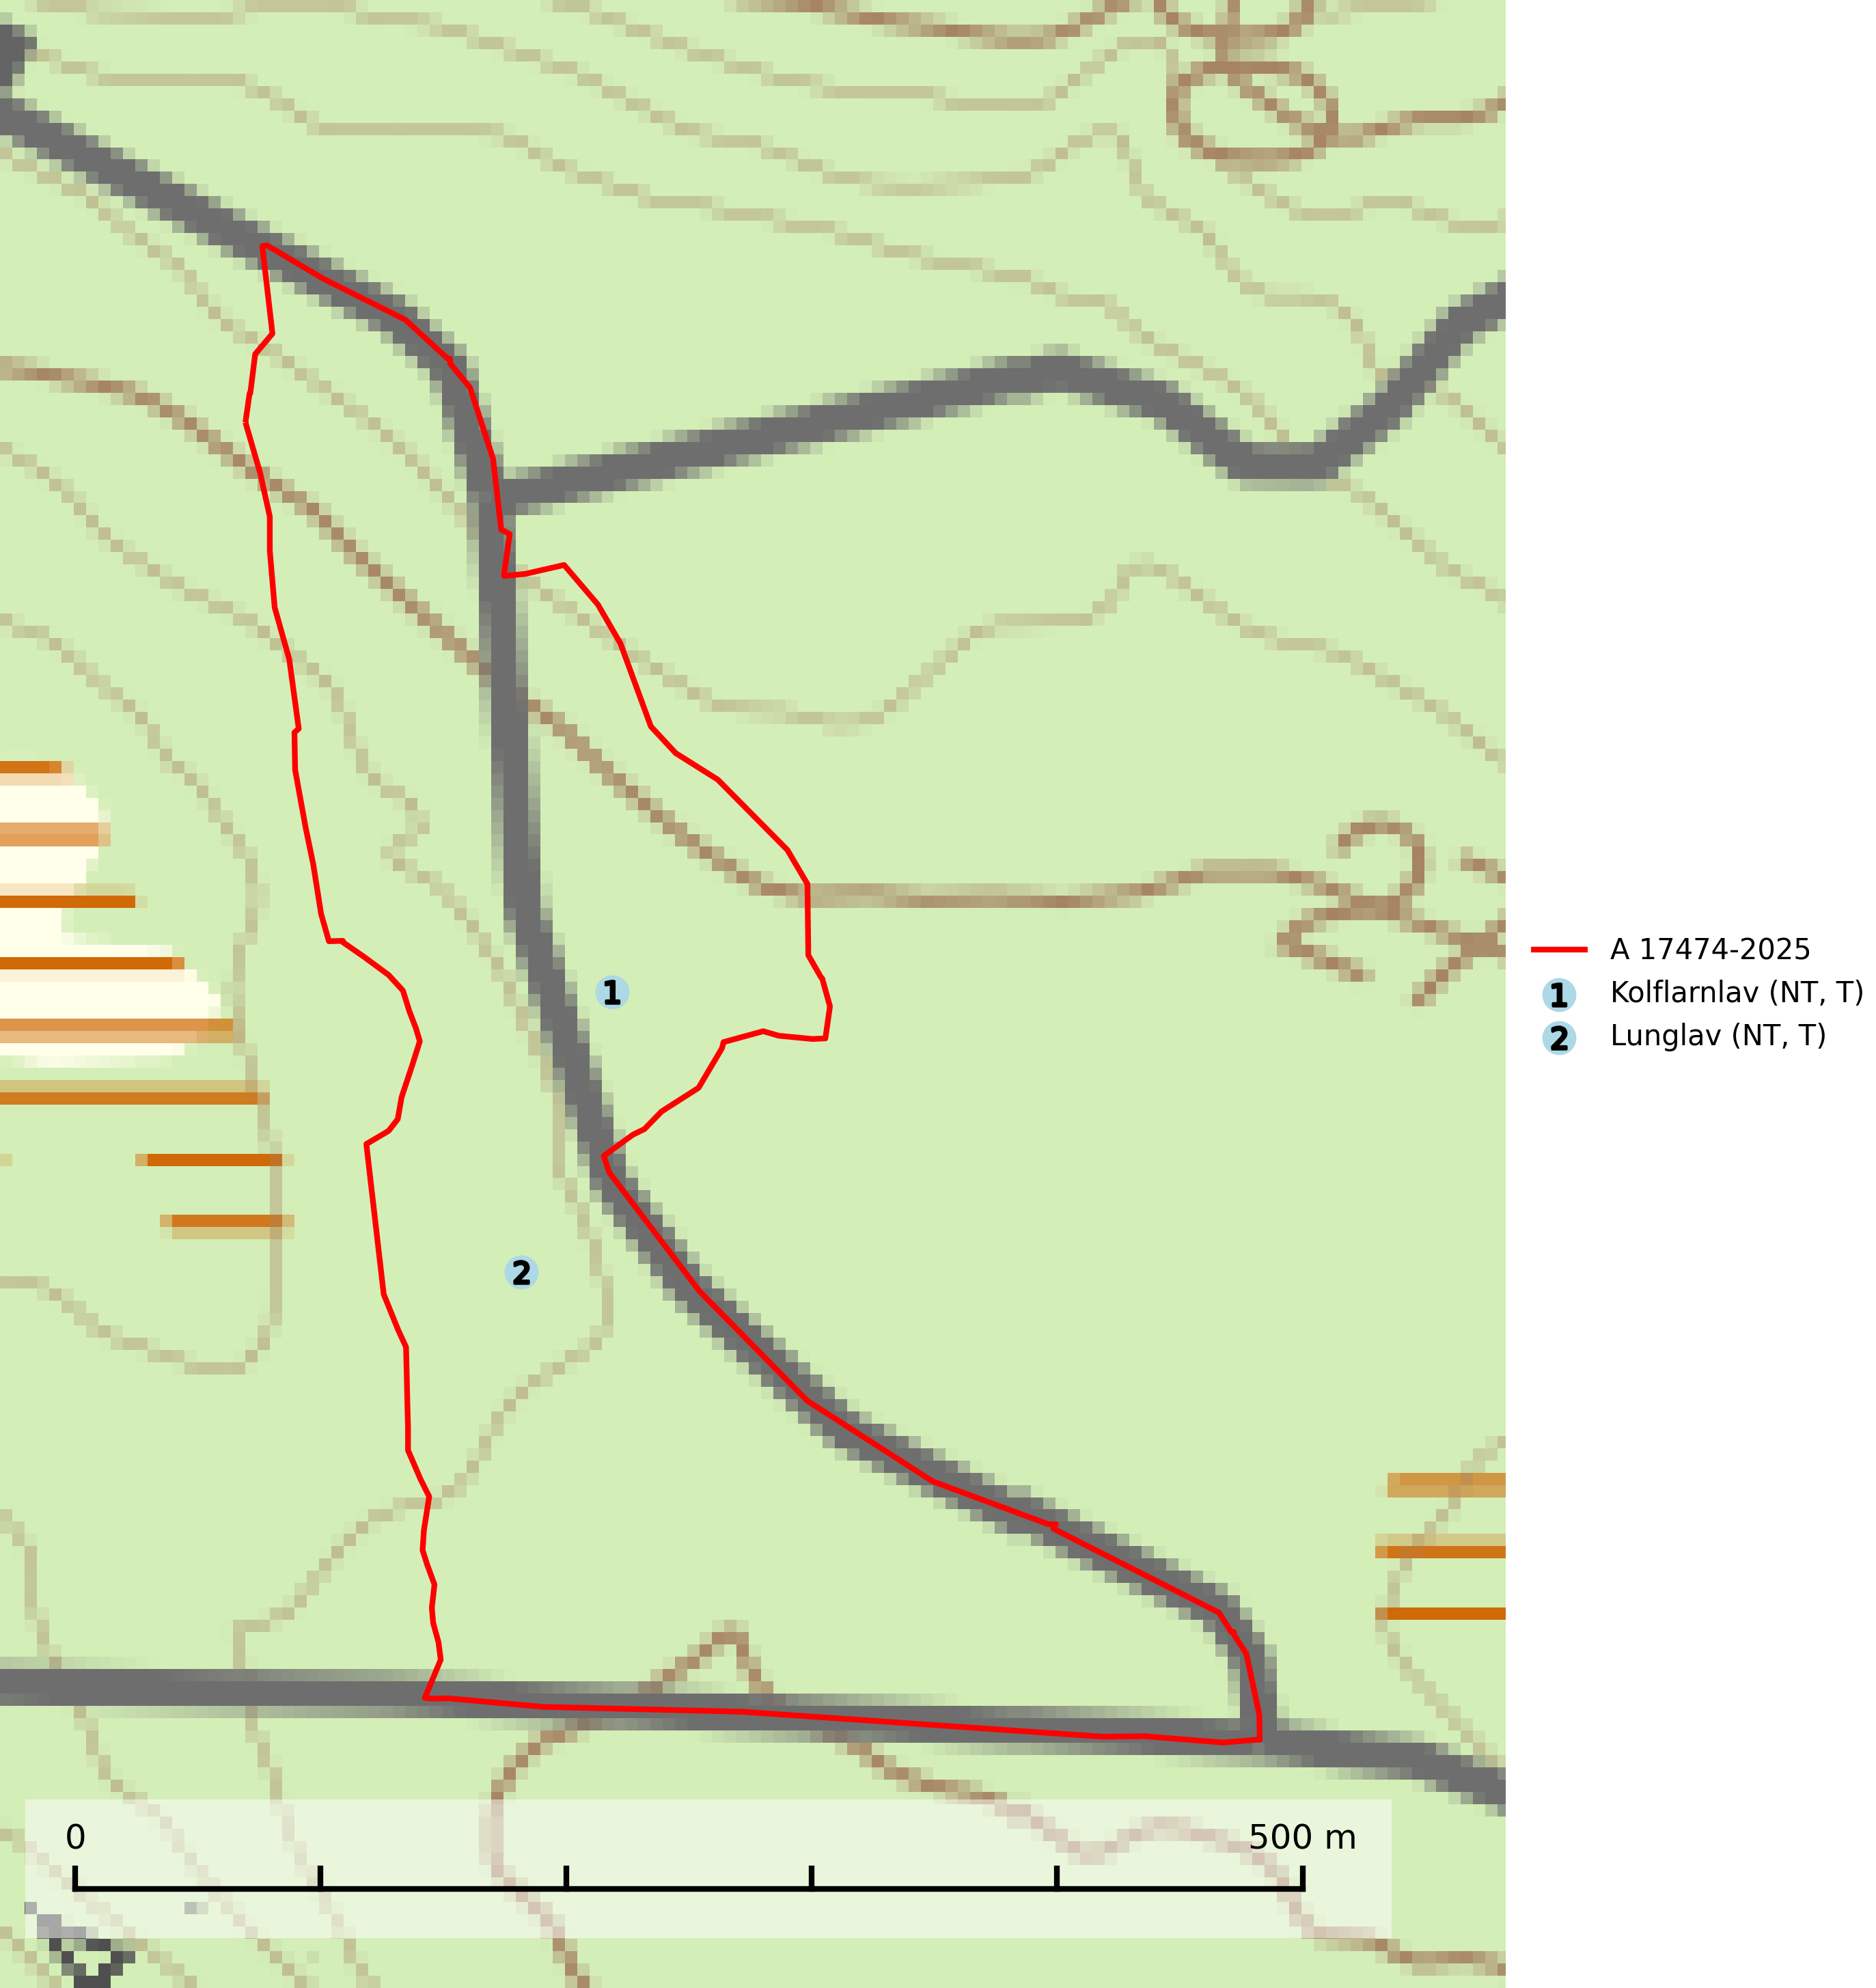 1
2
A 17474-2025
1 Kolflarnlav (NT, T)
2 Lunglav (NT, T)
0 500 m